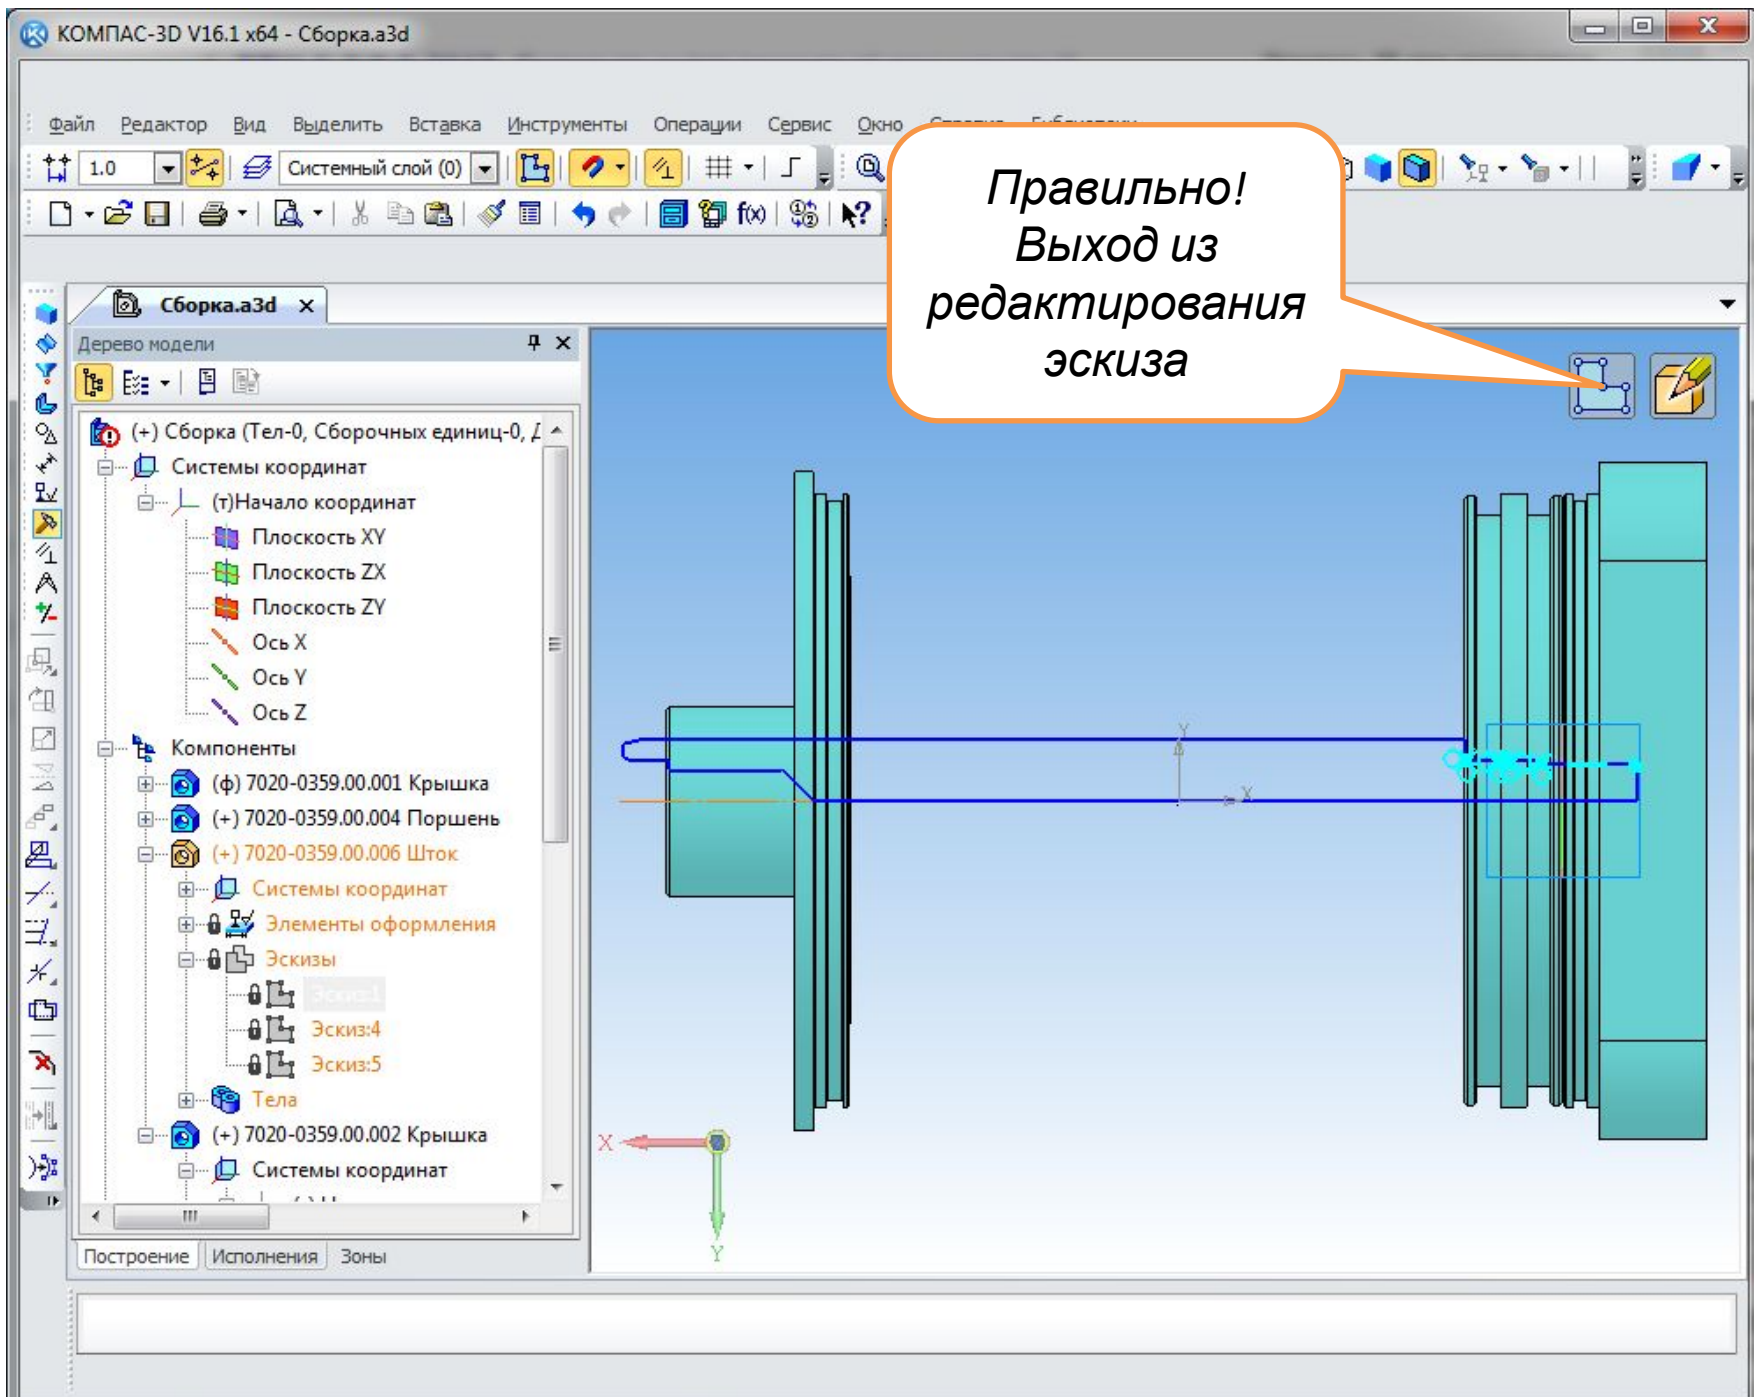 КОМПАС-3D V16.1 x64 - Сборка.a3d
Файл Редактор Вид Выделить Вставка Инструменты Операции Сервис Окно
1.0 Системный слой (0)
f(x)
Правильно!
Выход из
редактирования
эскиза
Сборка.a3d
Дерево модели
(+) Сборка (Тел-0, Сборочных единиц-0,
Системы координат
(т)Начало координат
Плоскость XY
Плоскость ZX
Плоскость ZY
Ось X
Ось Y
Ось Z
Компоненты
(ф) 7020-0359.00.001 Крышка
(+) 7020-0359.00.004 Поршень
(+) 7020-0359.00.006 Шток
Системы координат
Элементы оформления
Эскизы
Эскиз:1
Эскиз:4
Эскиз:5
Тела
(+) 7020-0359.00.002 Крышка
Системы координат
Построение Исполнения Зоны
Y
X
X
Y